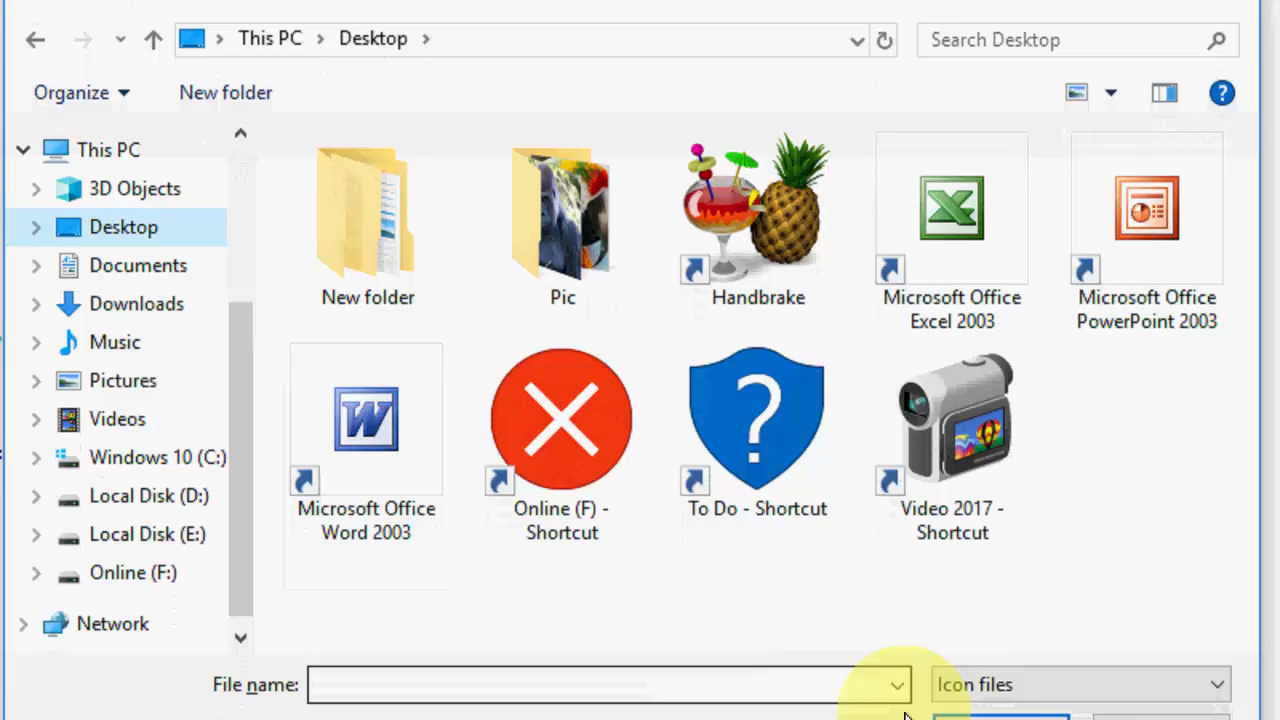 This PC > Desktop >
Search Desktop
Organize
New folder
This PC
3D Objects
Desktop
Documents
Downloads
Music
Pictures
Videos
Windows 10 (C:)
Local Disk (D:)
Local Disk (E:)
Online (F:)
Network
New folder
Pic
Handbrake
Microsoft Office
Excel 2003
Microsoft Office
PowerPoint 2003
Microsoft Office
Word 2003
Online (F) -
Shortcut
To Do - Shortcut
Video 2017 -
Shortcut
File name:
Icon files